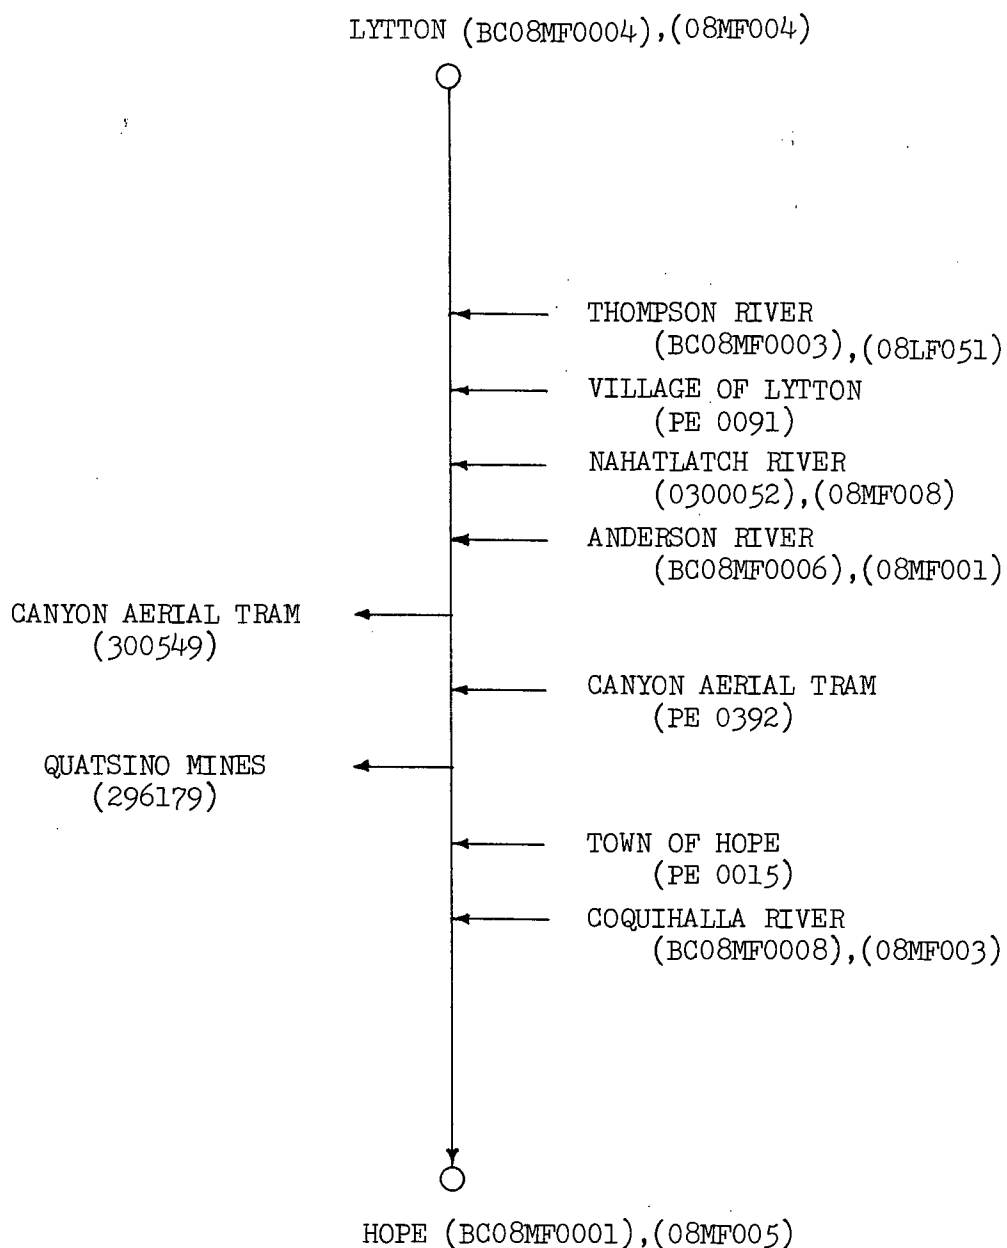 LYTTON (BC08MF0004),(08MF004)
THOMPSON RIVER
(BC08MF0003),(08LF051)
VILLAGE OF LYTTON
(PE 0091)
NAHATLATCH RIVER
(0300052),(08MF008)
ANDERSON RIVER
(BC08MF0006),(08MF001)
CANYON AERIAL TRAM
(300549)
CANYON AERIAL TRAM
(PE 0392)
QUATSINO MINES
(296179)
TOWN OF HOPE
(PE 0015)
COQUIHALLA RIVER
(BC08MF0008),(08MF003)
HOPE (BC08MF0001),(08MF005)